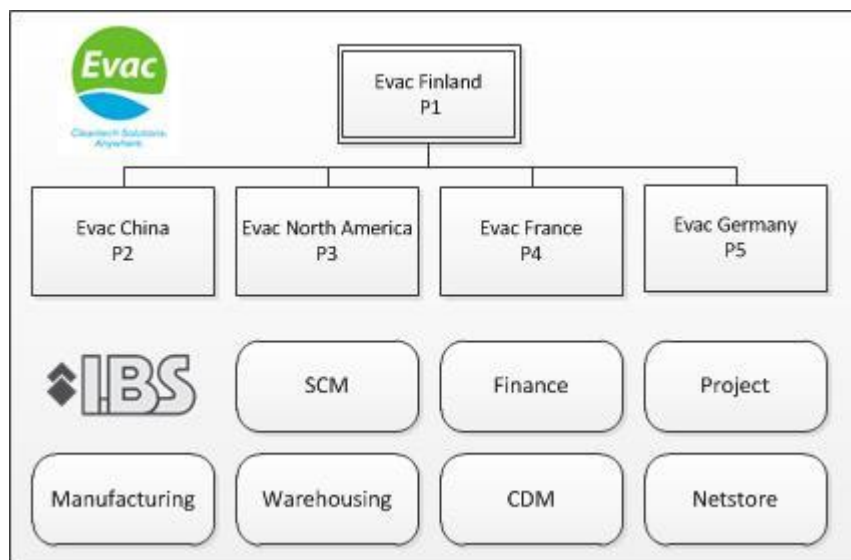 Evac
Cleantech Solutions.
Anywhere.
Evac Finland
P1
Evac China
P2
Evac North America
P3
Evac France
P4
Evac Germany
P5
IBS
SCM
Finance
Project
Manufacturing
Warehousing
CDM
Netstore